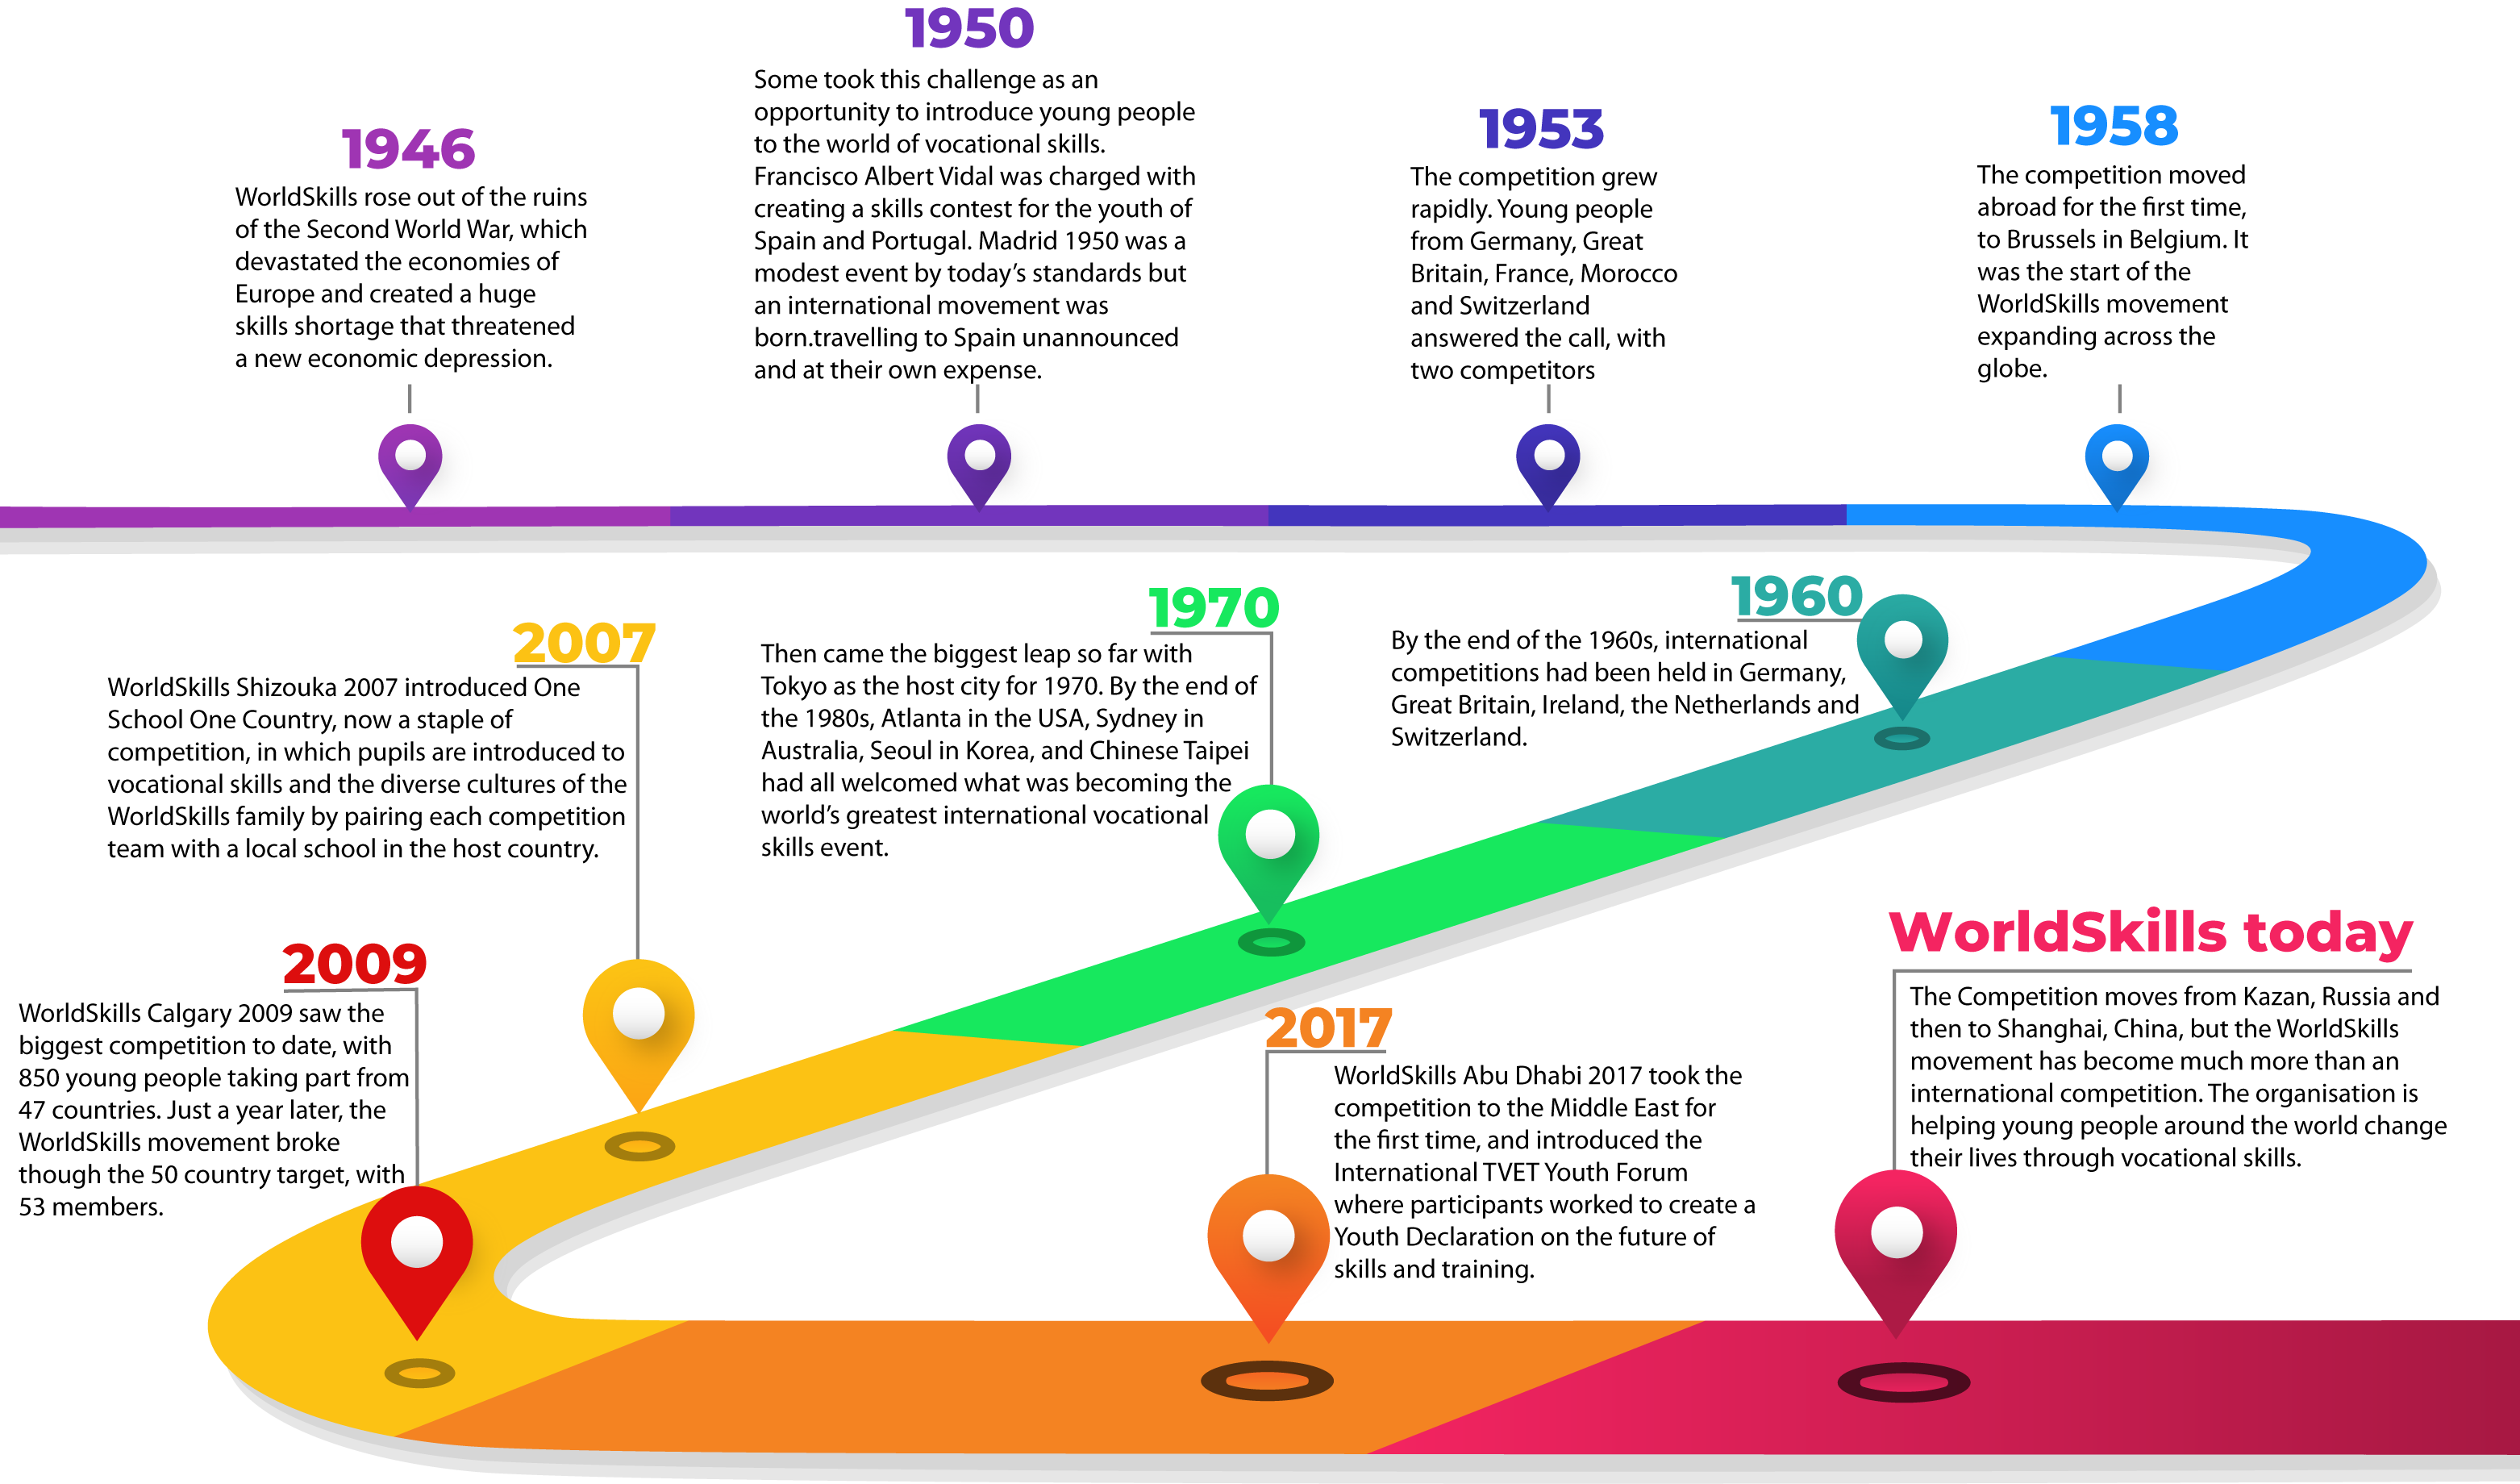 1946
WorldSkills rose out of the ruins
of the Second World War, which
devastated the economies of
Europe and created a huge
skills shortage that threatened
a new economic depression.
1950
Some took this challenge as an
opportunity to introduce young people
to the world of vocational skills.
Francisco Albert Vidal was charged with
creating a skills contest for the youth of
Spain and Portugal. Madrid 1950 was a
modest event by today's standards but
an international movement was
born.travelling to Spain unannounced
and at their own expense.
1953
The competition grew
rapidly. Young people
from Germany, Great
Britain, France, Morocco
and Switzerland
answered the call, with
two competitors
1958
The competition moved
abroad for the first time,
to Brussels in Belgium. It
was the start of the
WorldSkills movement
expanding across the
globe.
1960
By the end of the 1960s, international
competitions had been held in Germany,
Great Britain, Ireland, the Netherlands and
Switzerland.
1970
Then came the biggest leap so far with
Tokyo as the host city for 1970. By the end of
the 1980s, Atlanta in the USA, Sydney in
Australia, Seoul in Korea, and Chinese Taipei
had all welcomed what was becoming the
world's greatest international vocational
skills event.
2007
WorldSkills Shizouka 2007 introduced One
School One Country, now a staple of
competition, in which pupils are introduced to
vocational skills and the diverse cultures of the
WorldSkills family by pairing each competition
team with a local school in the host country.
2009
WorldSkills Calgary 2009 saw the
biggest competition to date, with
850 young people taking part from
47 countries. Just a year later, the
WorldSkills movement broke
though the 50 country target, with
53 members.
2017
WorldSkills Abu Dhabi 2017 took the
competition to the Middle East for
the first time, and introduced the
International TVET Youth Forum
where participants worked to create a
Youth Declaration on the future of
skills and training.
WorldSkills today
The Competition moves from Kazan, Russia and
then to Shanghai, China, but the WorldSkills
movement has become much more than an
international competition. The organisation is
helping young people around the world change
their lives through vocational skills.